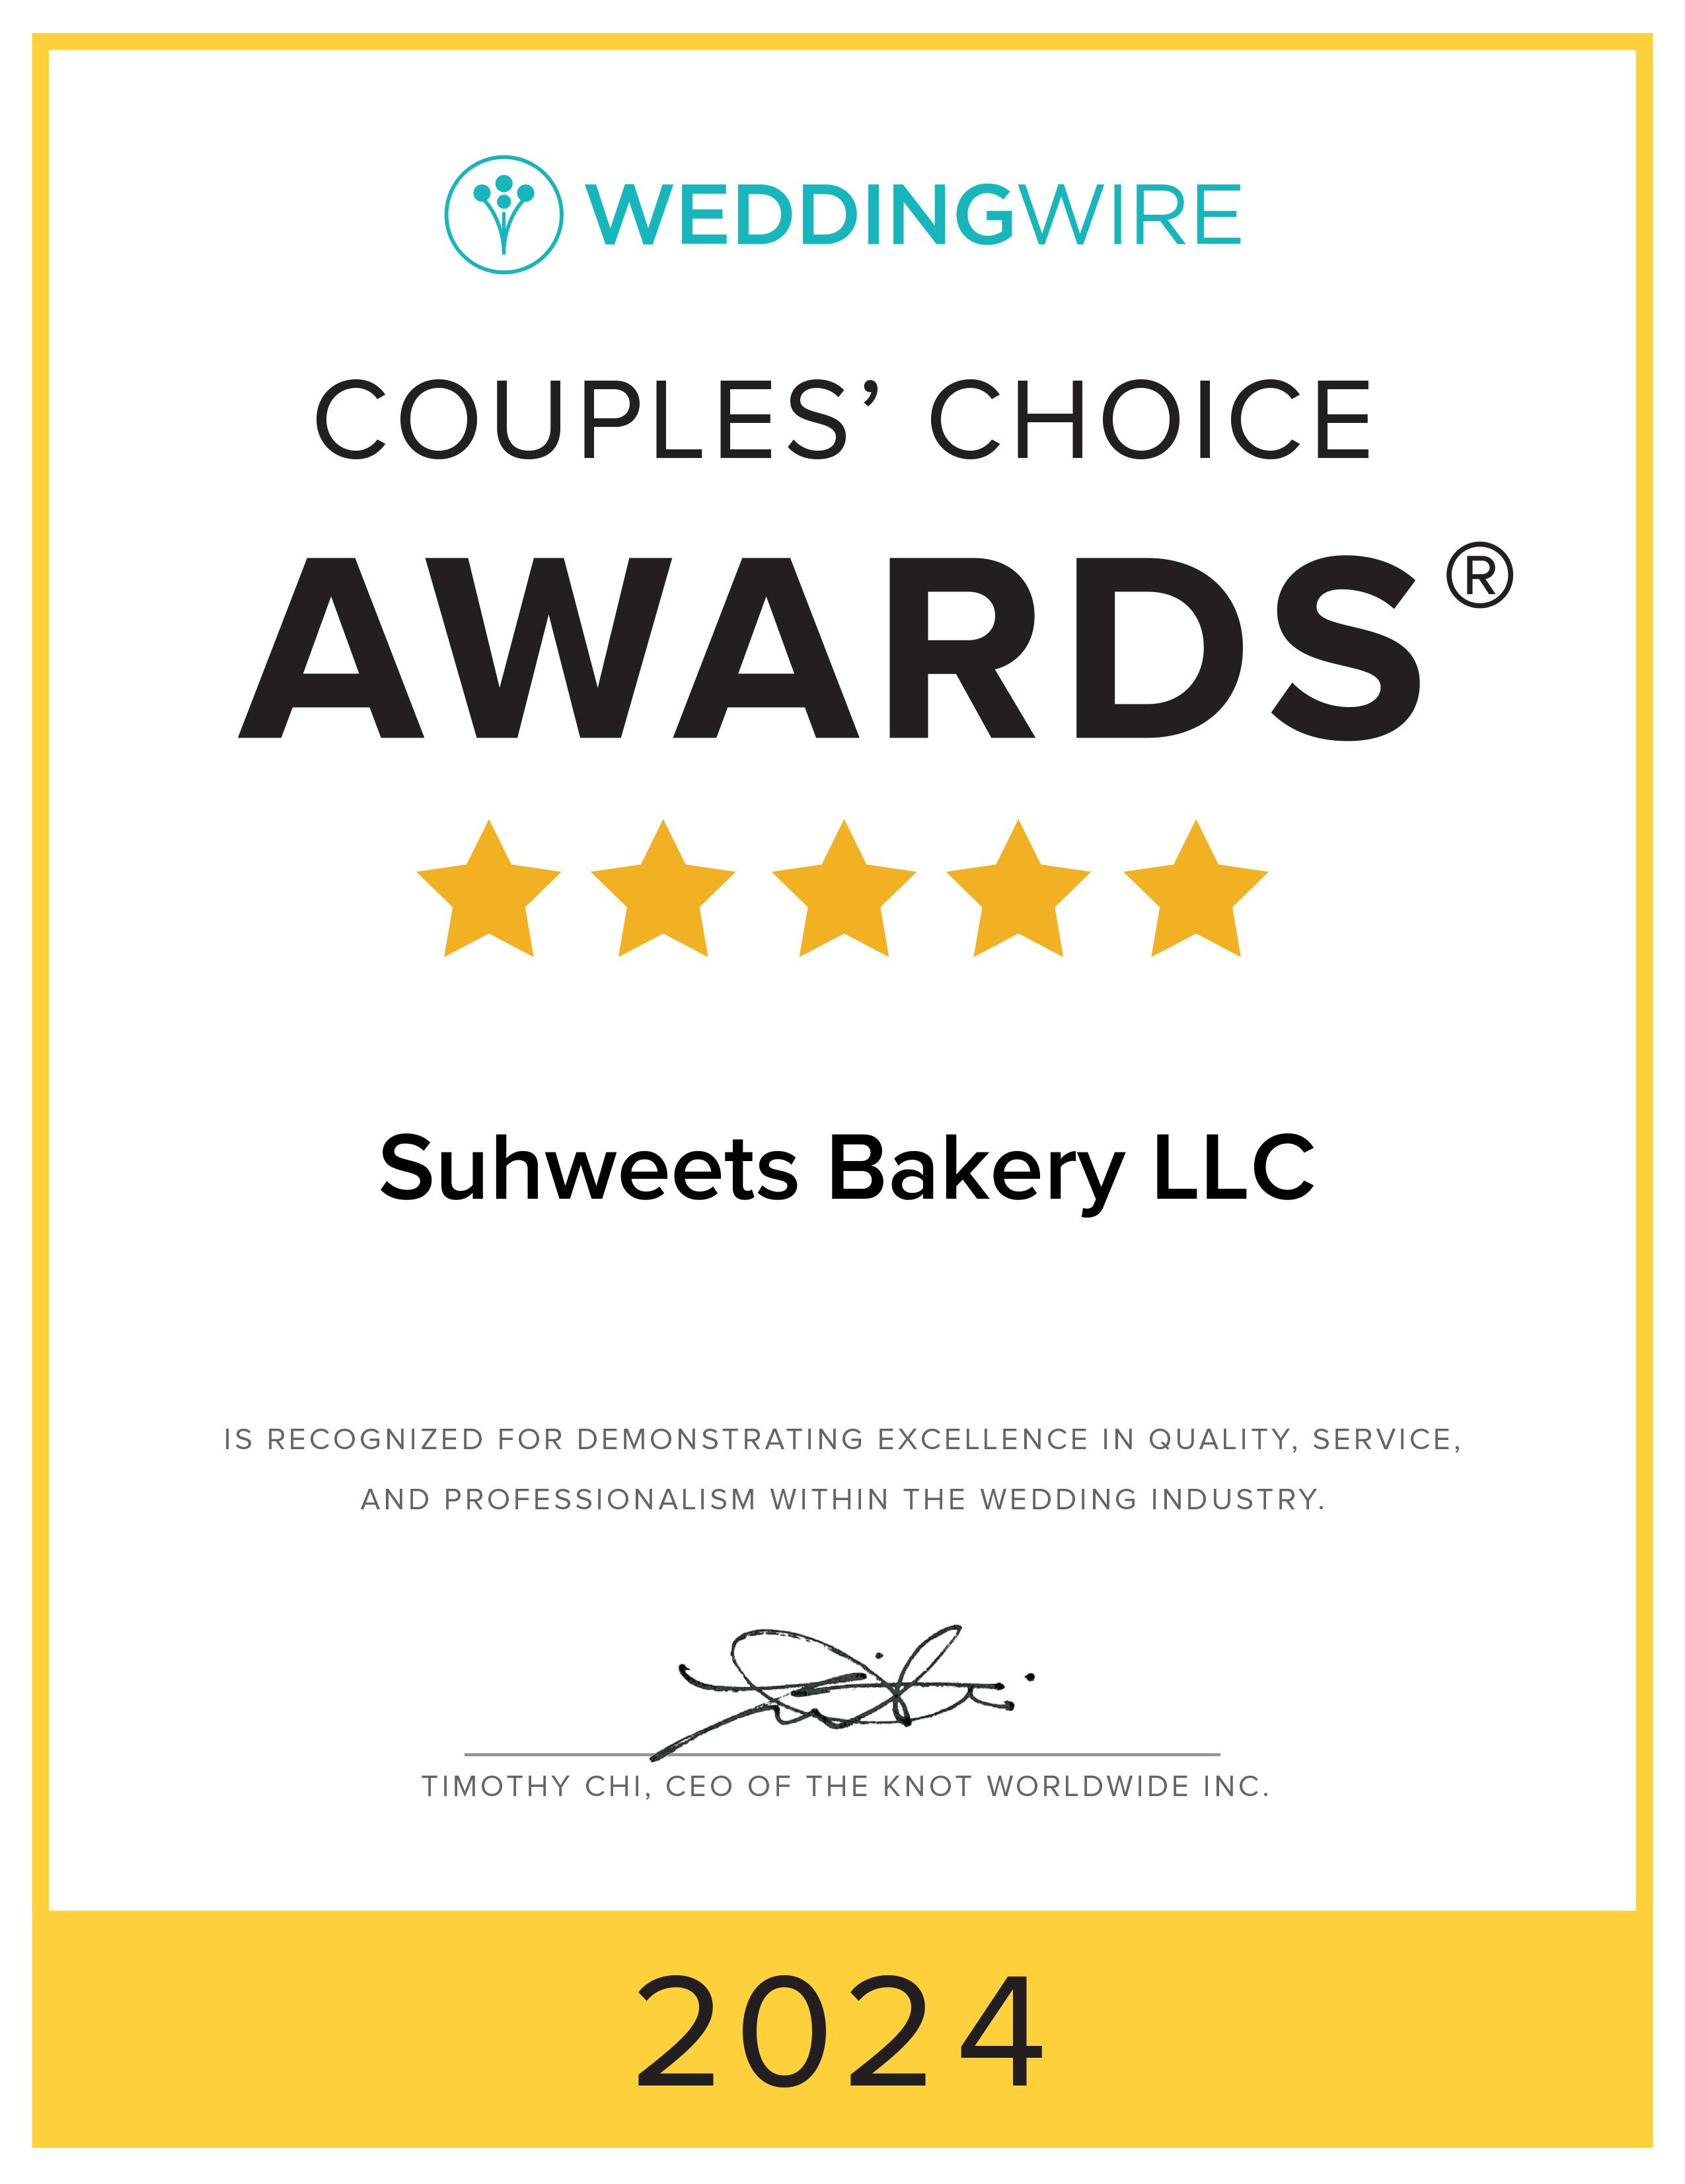 WEDDINGWIRE
COUPLES’ CHOICE
AWARDS®
Suhweets Bakery LLC
IS RECOGNIZED FOR DEMONSTRATING EXCELLENCE IN QUALITY, SERVICE,
AND PROFESSIONALISM WITHIN THE WEDDING INDUSTRY.
TIMOTHY CHI, CEO OF THE KNOT WORLDWIDE INC.
2024